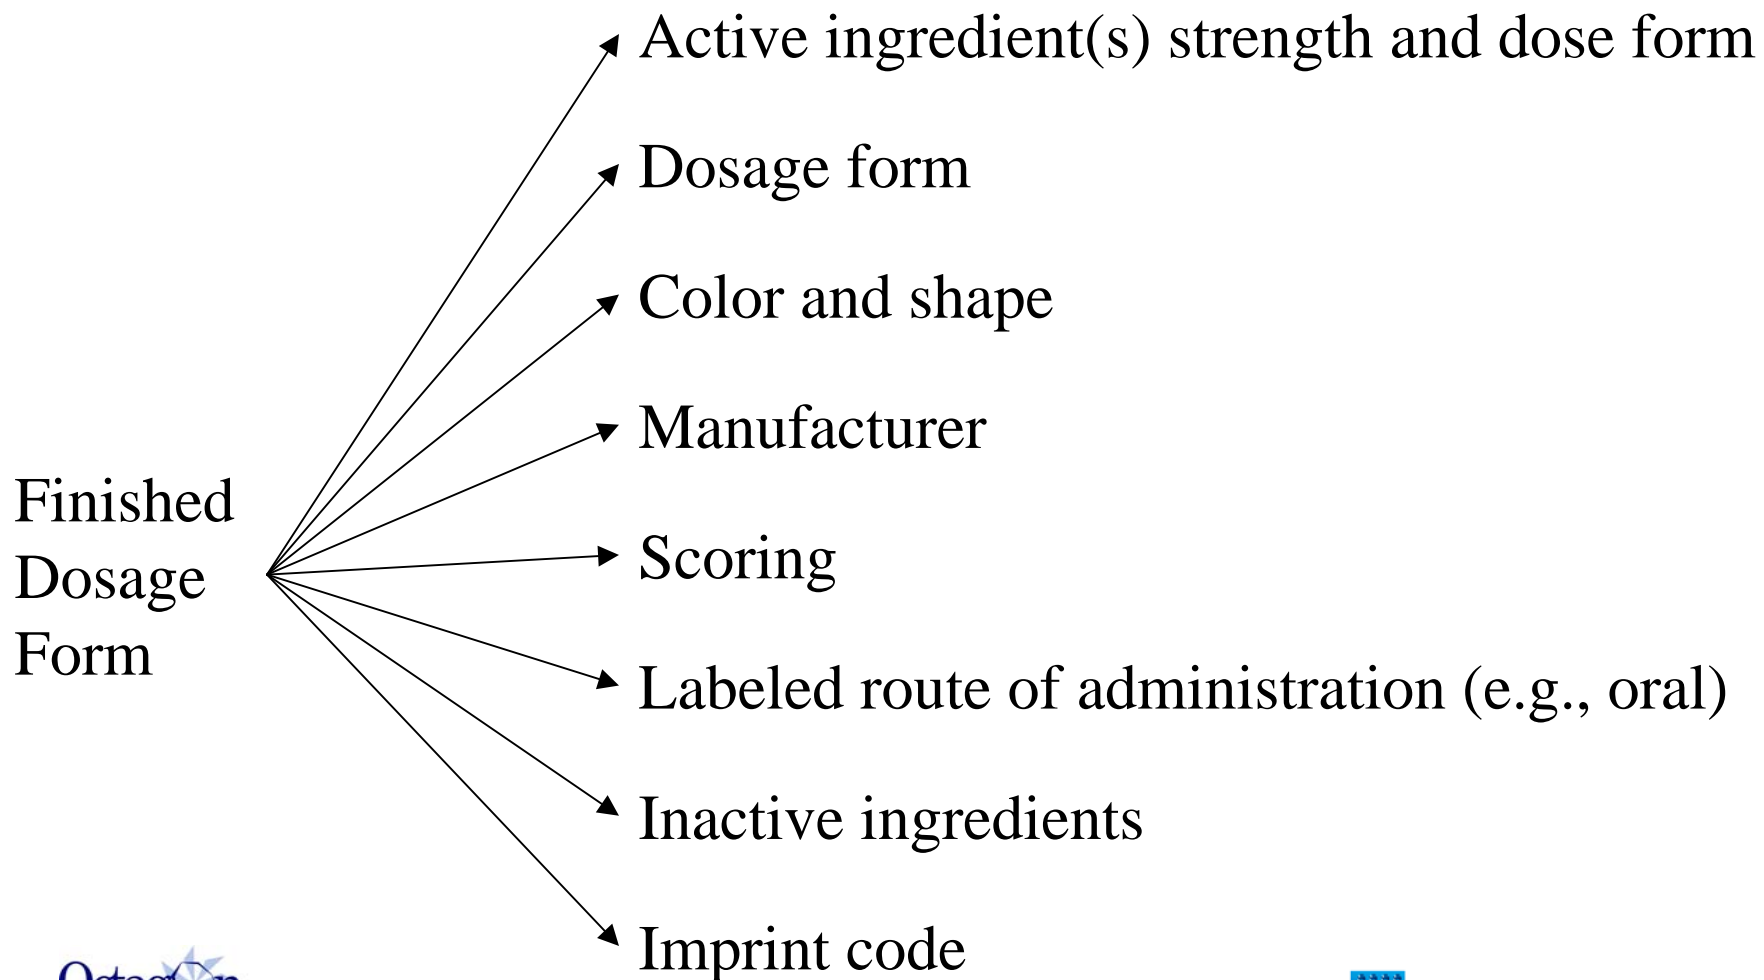 Active ingredient(s) strength and dose form
Dosage form
Color and shape
Manufacturer
Finished
Dosage
Form
Scoring
Labeled route of administration (e.g., oral)
Inactive ingredients
Imprint code